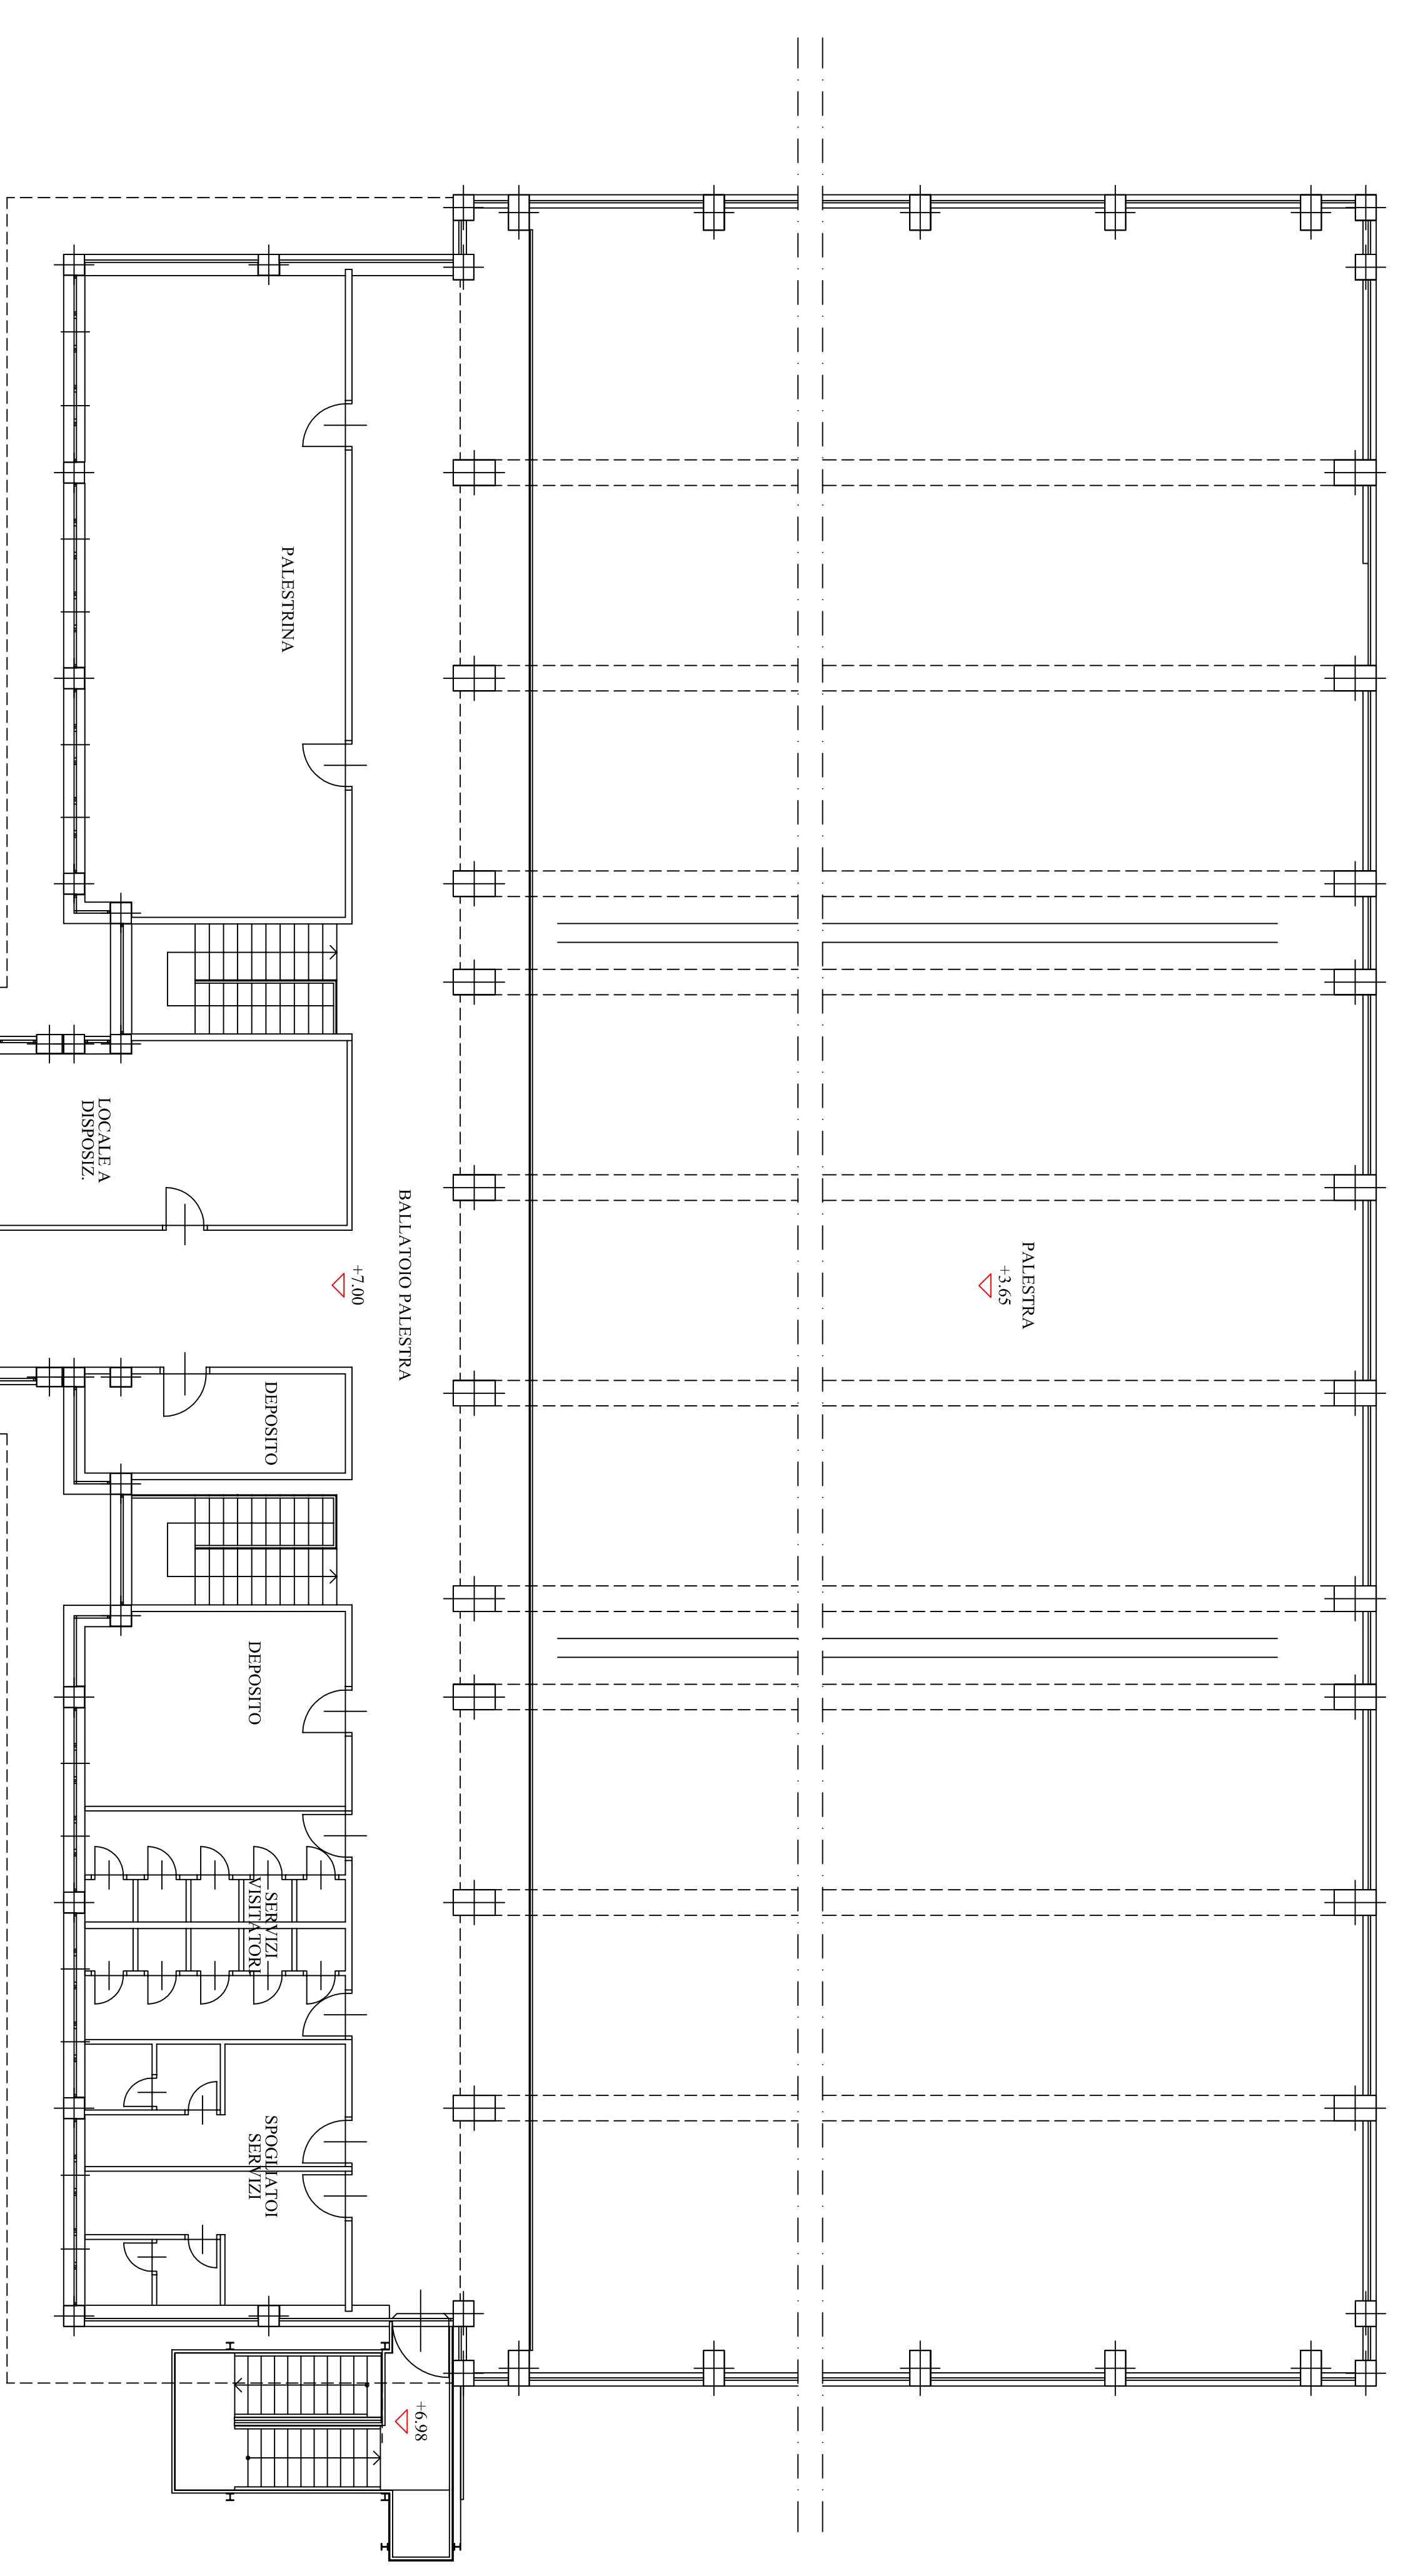 PALESTRINA
LOCALE A
DISPOSIZ.
BALLATOIO PALESTRA
+7.00
PALESTRA
+3.65
DEPOSITO
DEPOSITO
SERVIZI
VISITATORI
SPOGLIATOI
SERVIZI
+6.98